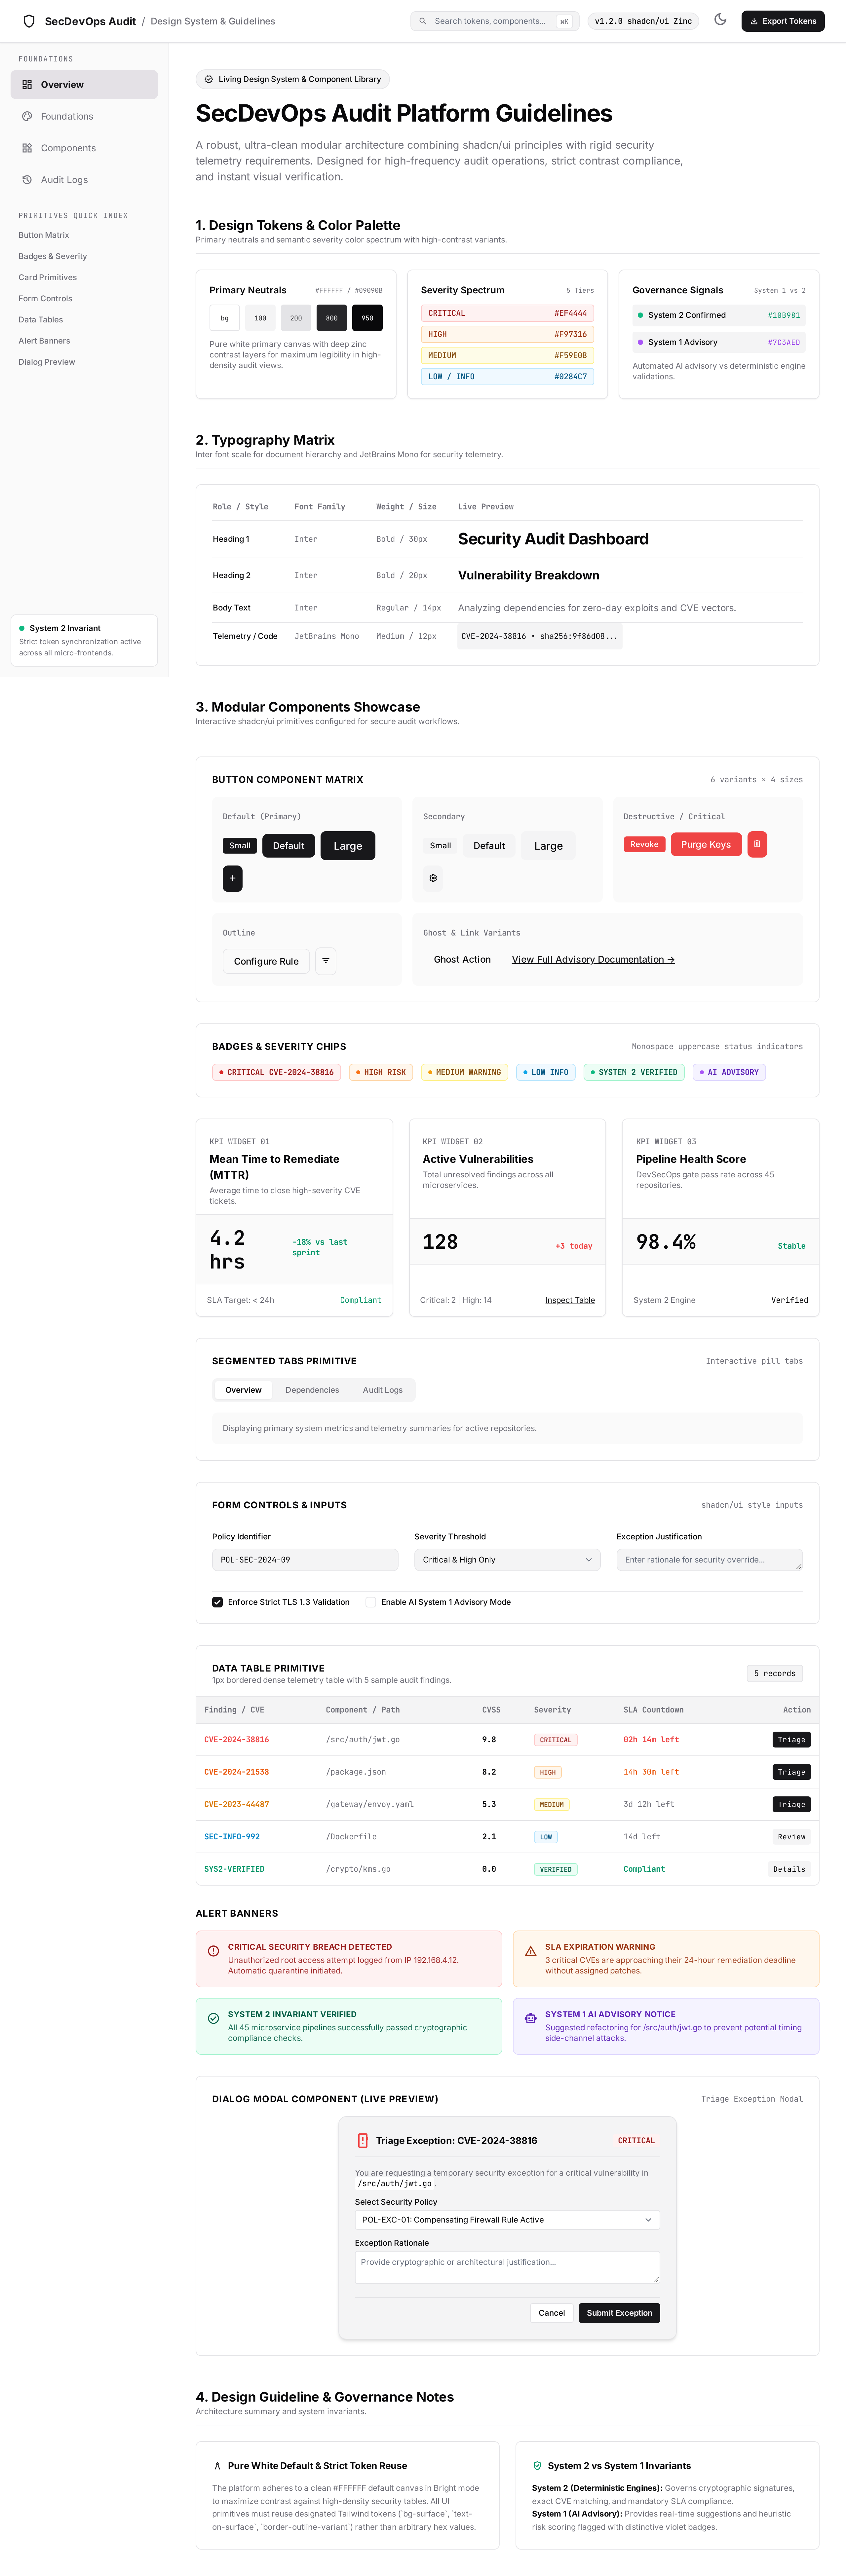 SecDevOps Audit / Design System & Guidelines
Search tokens, components... ⌘K
v1.2.0 shadcn/ui Zinc
Export Tokens
FOUNDATIONS
Overview
Foundations
Components
Audit Logs
PRIMITIVES QUICK INDEX
Button Matrix
Badges & Severity
Card Primitives
Form Controls
Data Tables
Alert Banners
Dialog Preview
System 2 Invariant
Strict token synchronization active
across all micro-frontends.
Living Design System & Component Library
SecDevOps Audit Platform Guidelines
A robust, ultra-clean modular architecture combining shadcn/ui principles with rigid security
telemetry requirements. Designed for high-frequency audit operations, strict contrast compliance,
and instant visual verification.
1. Design Tokens & Color Palette
Primary neutrals and semantic severity color spectrum with high-contrast variants.
Primary Neutrals #FFFFFF / #09090B
bg 100 200 800 950
Pure white primary canvas with deep zinc
contrast layers for maximum legibility in high-
density audit views.
Severity Spectrum 5 Tiers
CRITICAL #EF4444
HIGH #F97316
MEDIUM #F59E0B
LOW / INFO #0284C7
Governance Signals System 1 vs 2
System 2 Confirmed #10B981
System 1 Advisory #7C3AED
Automated AI advisory vs deterministic engine
validations.
2. Typography Matrix
Inter font scale for document hierarchy and JetBrains Mono for security telemetry.
Role / Style Font Family Weight / Size Live Preview
Heading 1 Inter Bold / 30px Security Audit Dashboard
Heading 2 Inter Bold / 20px Vulnerability Breakdown
Body Text Inter Regular / 14px Analyzing dependencies for zero-day exploits and CVE vectors.
Telemetry / Code JetBrains Mono Medium / 12px CVE-2024-38816 • sha256:9f86d08...
3. Modular Components Showcase
Interactive shadcn/ui primitives configured for secure audit workflows.
BUTTON COMPONENT MATRIX 6 variants × 4 sizes
Default (Primary)
Small Default Large
+
Secondary
Small Default Large
Destructive / Critical
Revoke Purge Keys
Outline
Configure Rule
Ghost & Link Variants
Ghost Action View Full Advisory Documentation →
BADGES & SEVERITY CHIPS Monospace uppercase status indicators
CRITICAL CVE-2024-38816 HIGH RISK MEDIUM WARNING LOW INFO SYSTEM 2 VERIFIED AI ADVISORY
KPI WIDGET 01
Mean Time to Remediate
(MTTR)
Average time to close high-severity CVE
tickets.
4.2
hrs
-18% vs last
sprint
SLA Target: < 24h Compliant
KPI WIDGET 02
Active Vulnerabilities
Total unresolved findings across all
microservices.
128 +3 today
Critical: 2 | High: 14 Inspect Table
KPI WIDGET 03
Pipeline Health Score
DevSecOps gate pass rate across 45
repositories.
98.4% Stable
System 2 Engine Verified
SEGMENTED TABS PRIMITIVE Interactive pill tabs
Overview Dependencies Audit Logs
Displaying primary system metrics and telemetry summaries for active repositories.
FORM CONTROLS & INPUTS shadcn/ui style inputs
Policy Identifier Severity Threshold Exception Justification
POL-SEC-2024-09 Critical & High Only Enter rationale for security override...
Enforce Strict TLS 1.3 Validation Enable AI System 1 Advisory Mode
DATA TABLE PRIMITIVE
1px bordered dense telemetry table with 5 sample audit findings.
5 records
Finding / CVE Component / Path CVSS Severity SLA Countdown Action
CVE-2024-38816 /src/auth/jwt.go 9.8 CRITICAL 02h 14m left Triage
CVE-2024-21538 /package.json 8.2 HIGH 14h 30m left Triage
CVE-2023-44487 /gateway/envoy.yaml 5.3 MEDIUM 3d 12h left Triage
SEC-INFO-992 /Dockerfile 2.1 LOW 14d left Review
SYS2-VERIFIED /crypto/kms.go 0.0 VERIFIED Compliant Details
ALERT BANNERS
CRITICAL SECURITY BREACH DETECTED
Unauthorized root access attempt logged from IP 192.168.4.12.
Automatic quarantine initiated.
SLA EXPIRATION WARNING
3 critical CVEs are approaching their 24-hour remediation deadline
without assigned patches.
SYSTEM 2 INVARIANT VERIFIED
All 45 microservice pipelines successfully passed cryptographic
compliance checks.
SYSTEM 1 AI ADVISORY NOTICE
Suggested refactoring for /src/auth/jwt.go to prevent potential timing
side-channel attacks.
DIALOG MODAL COMPONENT (LIVE PREVIEW) Triage Exception Modal
Triage Exception: CVE-2024-38816 CRITICAL
You are requesting a temporary security exception for a critical vulnerability in
/src/auth/jwt.go .
Select Security Policy
POL-EXC-01: Compensating Firewall Rule Active
Exception Rationale
Provide cryptographic or architectural justification...
Cancel Submit Exception
4. Design Guideline & Governance Notes
Architecture summary and system invariants.
Pure White Default & Strict Token Reuse
The platform adheres to a clean #FFFFFF default canvas in Bright mode
to maximize contrast against high-density security tables. All UI
primitives must reuse designated Tailwind tokens (`bg-surface`, `text-
on-surface`, `border-outline-variant`) rather than arbitrary hex values.
System 2 vs System 1 Invariants
System 2 (Deterministic Engines): Governs cryptographic signatures,
exact CVE matching, and mandatory SLA compliance.
System 1 (AI Advisory): Provides real-time suggestions and heuristic
risk scoring flagged with distinctive violet badges.